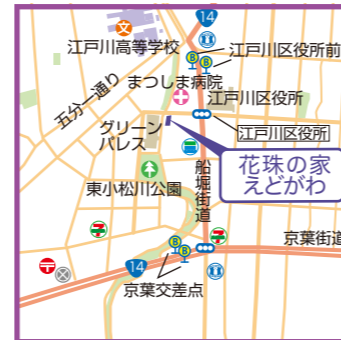 14
文
江戸川高等学校
江戸川区役所前
B
B
五分一通り
まつしま病院
江戸川区役所
江戸川区役所
グリーン
パレス
花珠の家
えどがわ
東小松川公園
船堀街道
7
7
京葉街道
B
B
14
京葉交差点